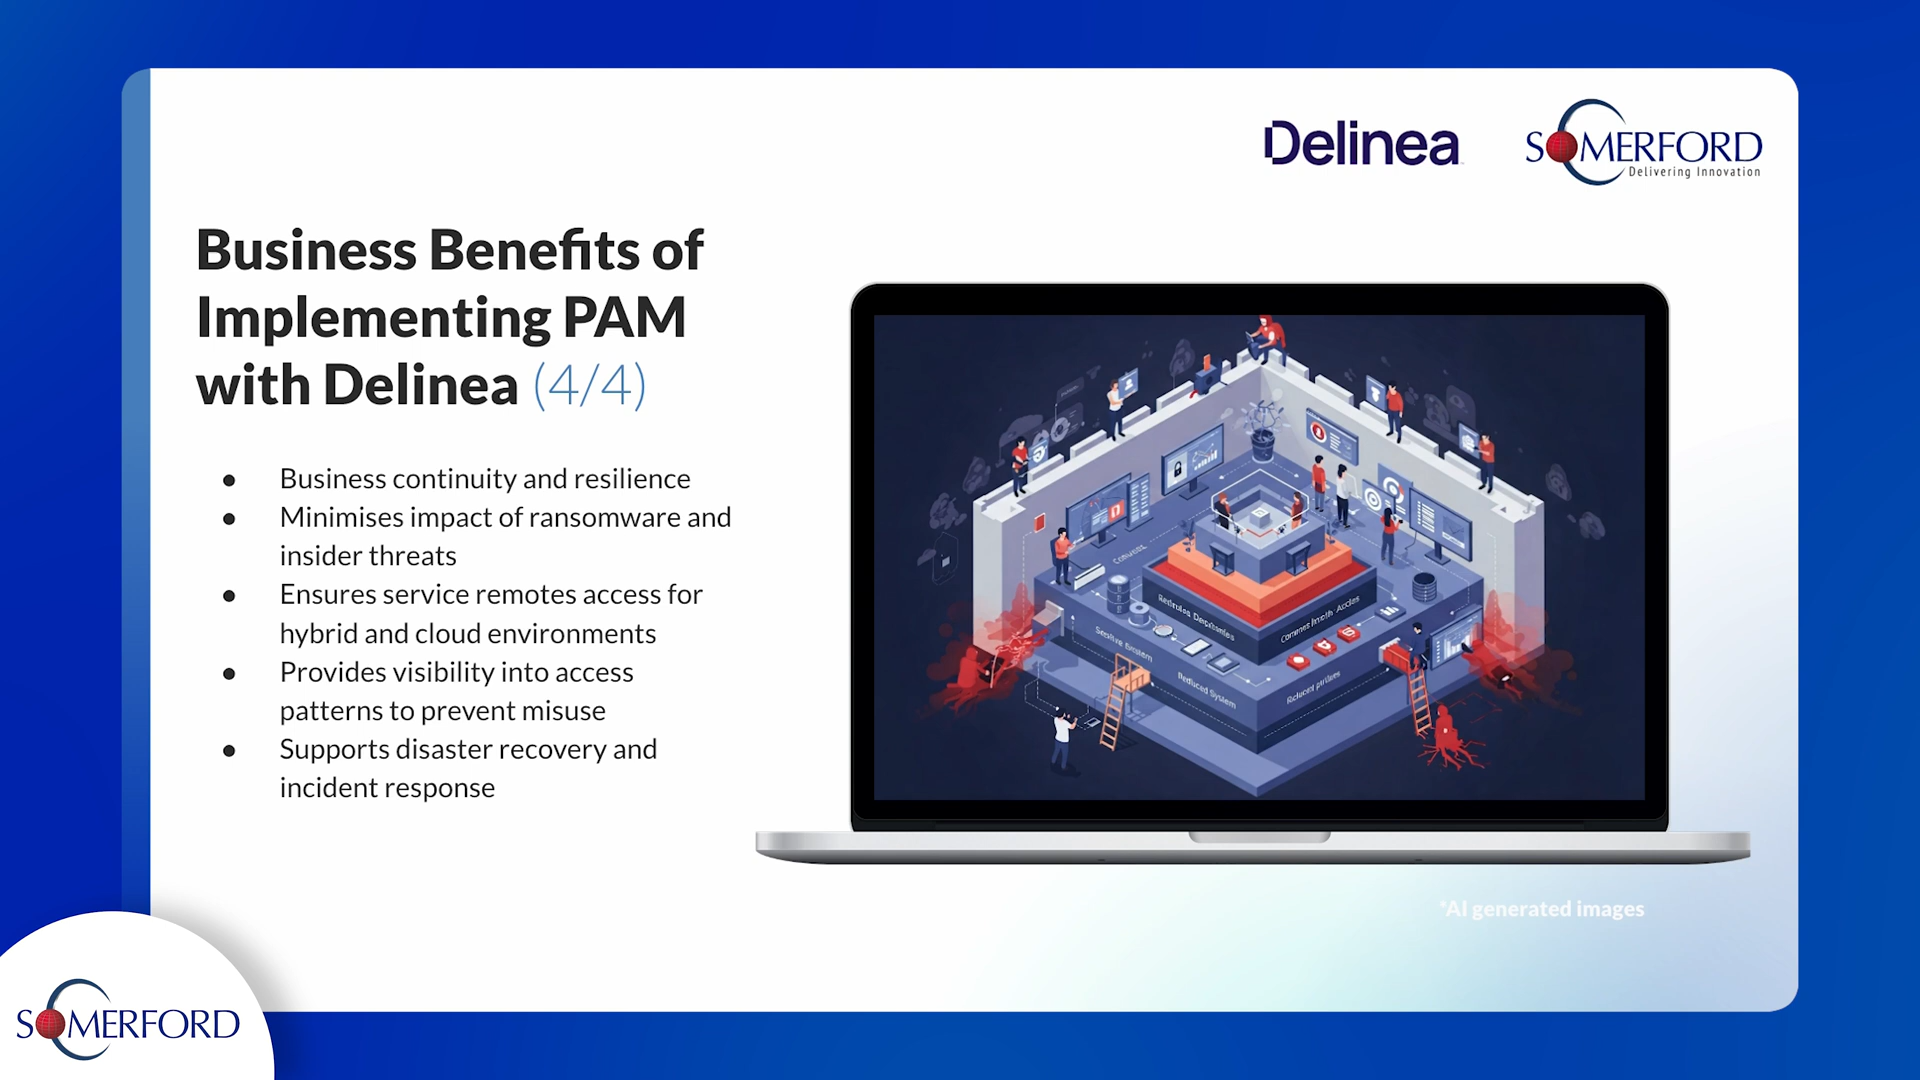 Delinea
SOMERFORD
Delivering Innovation
Business Benefits of
Implementing PAM
with Delinea (4/4)
● Business continuity and resilience
● Minimises impact of ransomware and
insider threats
● Ensures service remotes access for
hybrid and cloud environments
● Provides visibility into access
patterns to prevent misuse
● Supports disaster recovery and
incident response
*AI generated images
SOMERFORD